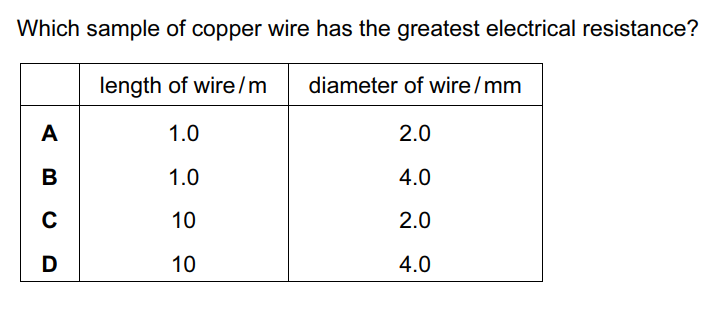 Which sample of copper wire has the greatest electrical resistance?
length of wire/m diameter of wire/mm
A 1.0 2.0
B 1.0 4.0
C 10 2.0
D 10 4.0